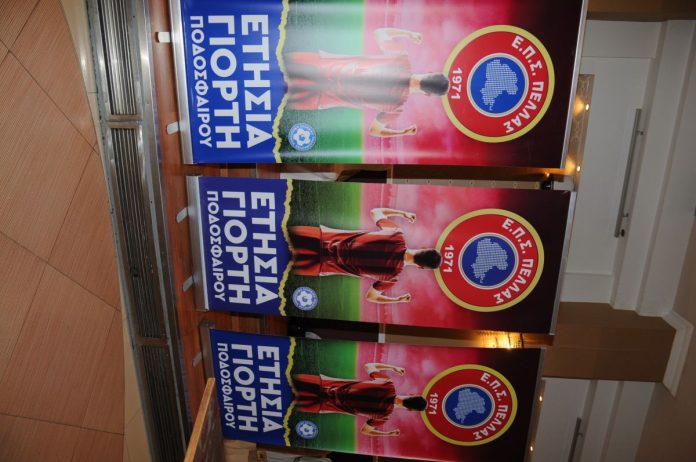 Ε.Π.Σ. ΠΕΛΛΑΣ
1971
ΕΤΗΣΙΑ
ΓΙΟΡΤΗ
ΠΟΔΟΣΦΑΙΡΟΥ
Ε.Π.Σ. ΠΕΛΛΑΣ
1971
ΕΤΗΣΙΑ
ΓΙΟΡΤΗ
ΠΟΔΟΣΦΑΙΡΟΥ
Ε.Π.Σ. ΠΕΛΛΑΣ
1971
ΕΤΗΣΙΑ
ΓΙΟΡΤΗ
ΠΟΔΟΣΦΑΙΡΟΥ